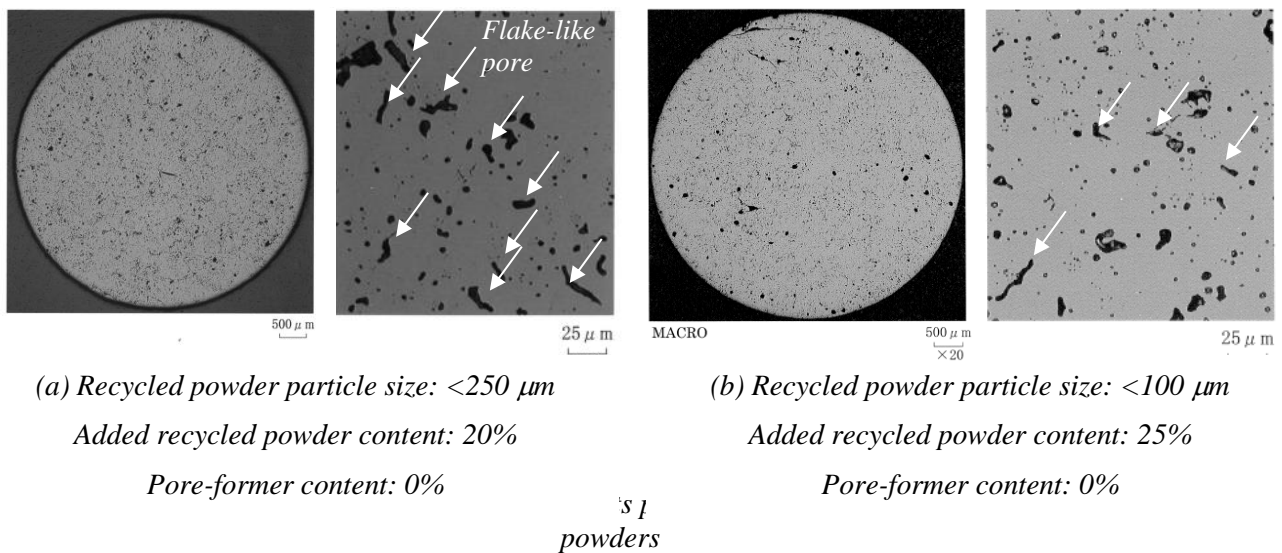 Flake-like
pore
500 μm
25 μ m
MACRO
500 μ m
×20
25 μ m
(a) Recycled powder particle size: <250 μm
Added recycled powder content: 20%
Pore-former content: 0%
(b) Recycled powder particle size: <100 μm
Added recycled powder content: 25%
Pore-former content: 0%
powders